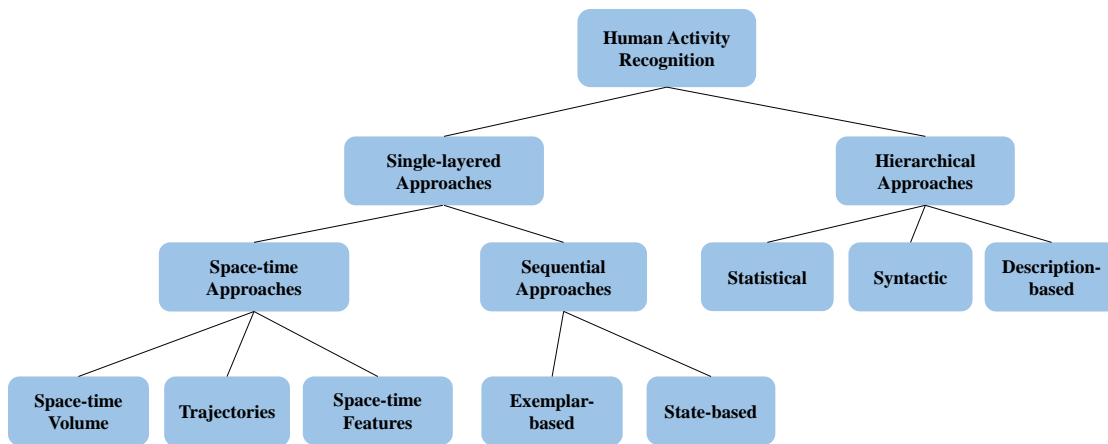 Human Activity
Recognition
Single-layered
Approaches
Hierarchical
Approaches
Space-time
Approaches
Sequential
Approaches
Statistical
Syntactic
Description-
based
Space-time
Volume
Trajectories
Space-time
Features
Exemplar-
based
State-based